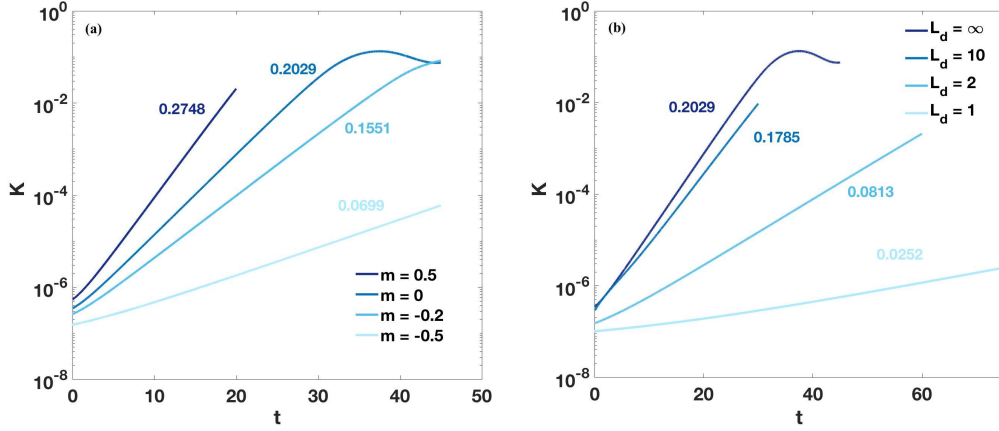 (a)
10^0
10^-2
10^-4
10^-6
10^-8
K
0.2748
0.2029
0.1551
0.0699
m = 0.5
m = 0
m = -0.2
m = -0.5
0 10 20 30 40 50
t
(b)
10^0
10^-2
10^-4
10^-6
10^-8
K
L_d = ∞
L_d = 10
L_d = 2
L_d = 1
0.2029
0.1785
0.0813
0.0252
0 20 40 60
t